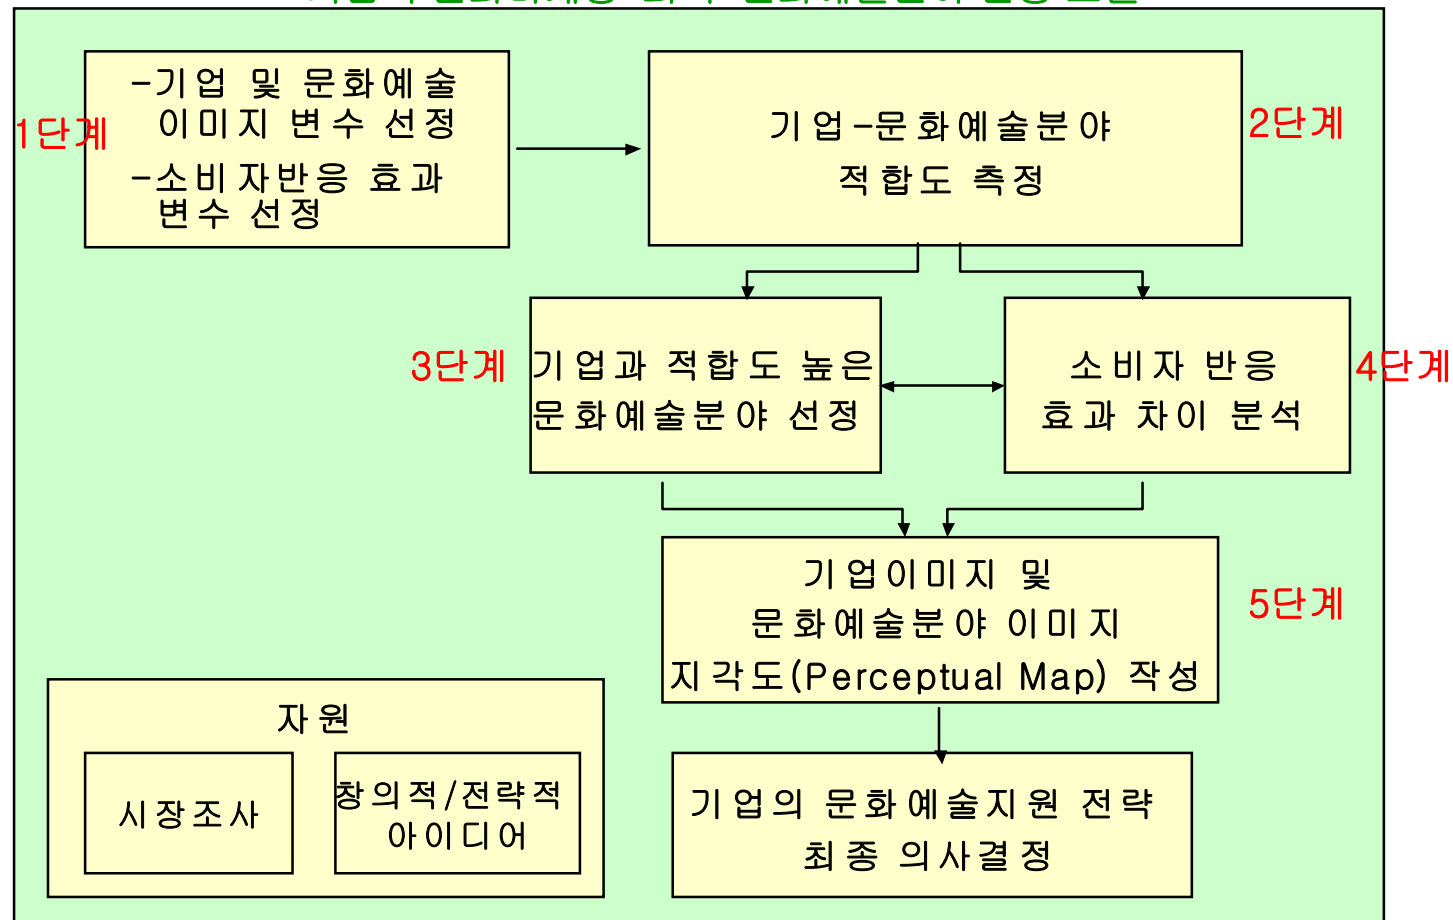 1단계
-기업 및 문화예술
이미지 변수 선정
-소비자반응 효과
변수 선정
기업-문화예술분야
적합도 측정
2단계
3단계
기업과 적합도 높은
문화예술분야 선정
소비자 반응
효과 차이 분석
4단계
기업이미지 및
문화예술분야 이미지
지각도(Perceptual Map) 작성
5단계
자원
시장조사
창의적/전략적
아이디어
기업의 문화예술지원 전략
최종 의사결정